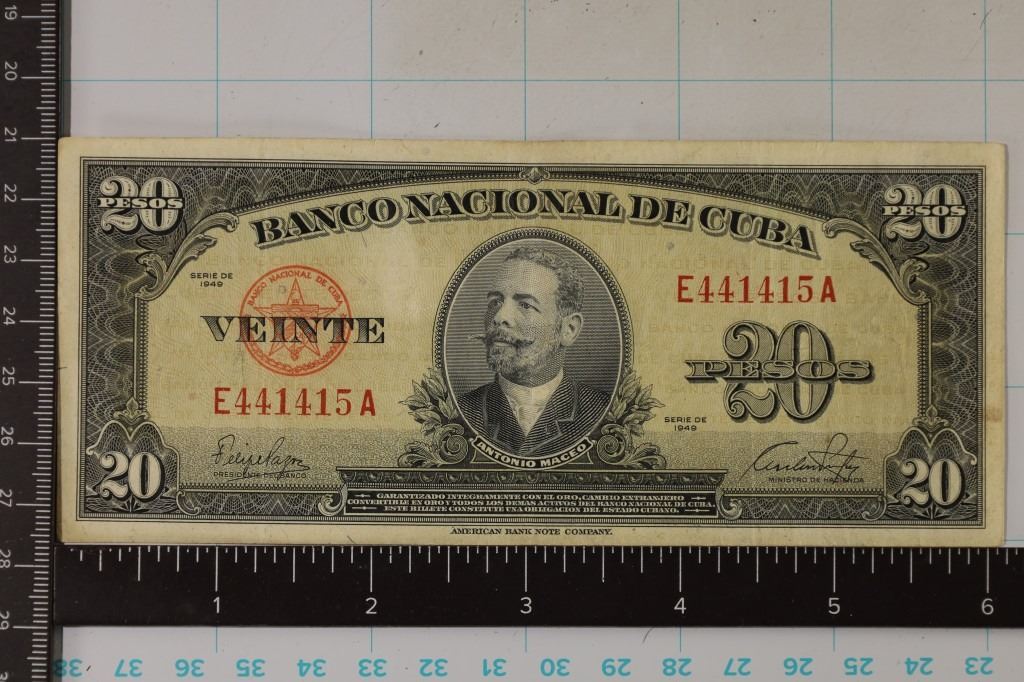 20 PESOS
20 PESOS
BANCO NACIONAL DE CUBA
SERIE DE
1949
BANCO NACIONAL DE CUBA
E441415A
VEINTE
20
PESOS
E441415A
SERIE DE
1949
ANTONIO MACEO
PRESIDENTE DEL BANCO
MINISTRO DE HACIENDA
20
20
GARANTIZADO INTEGRAMENTE CON EL ORO, CAMBIO EXTRANJERO
CONVERTIBLE EN ORO Y TODOS LOS DEMAS ACTIVOS DEL BANCO NACIONAL DE CUBA.
ESTE BILLETE CONSTITUYE UNA OBLIGACION DEL ESTADO CUBANO.
AMERICAN BANK NOTE COMPANY.
19
20
21
22
23
24
25
26
27
28
29
1 2 3 4 5 6
38 37 36 35 34 33 32 31 30 29 28 27 26 25 24 23